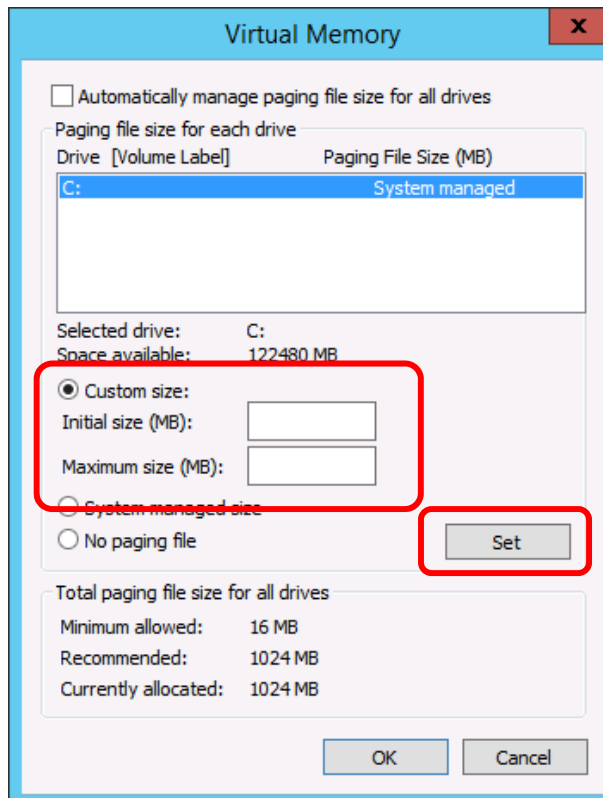 Virtual Memory
x
Automatically manage paging file size for all drives
Paging file size for each drive
Drive [Volume Label] Paging File Size (MB)
C: System managed
Selected drive: C:
Space available: 122480 MB
Custom size:
Initial size (MB):
Maximum size (MB):
System managed size
No paging file
Set
Total paging file size for all drives
Minimum allowed: 16 MB
Recommended: 1024 MB
Currently allocated: 1024 MB
OK Cancel